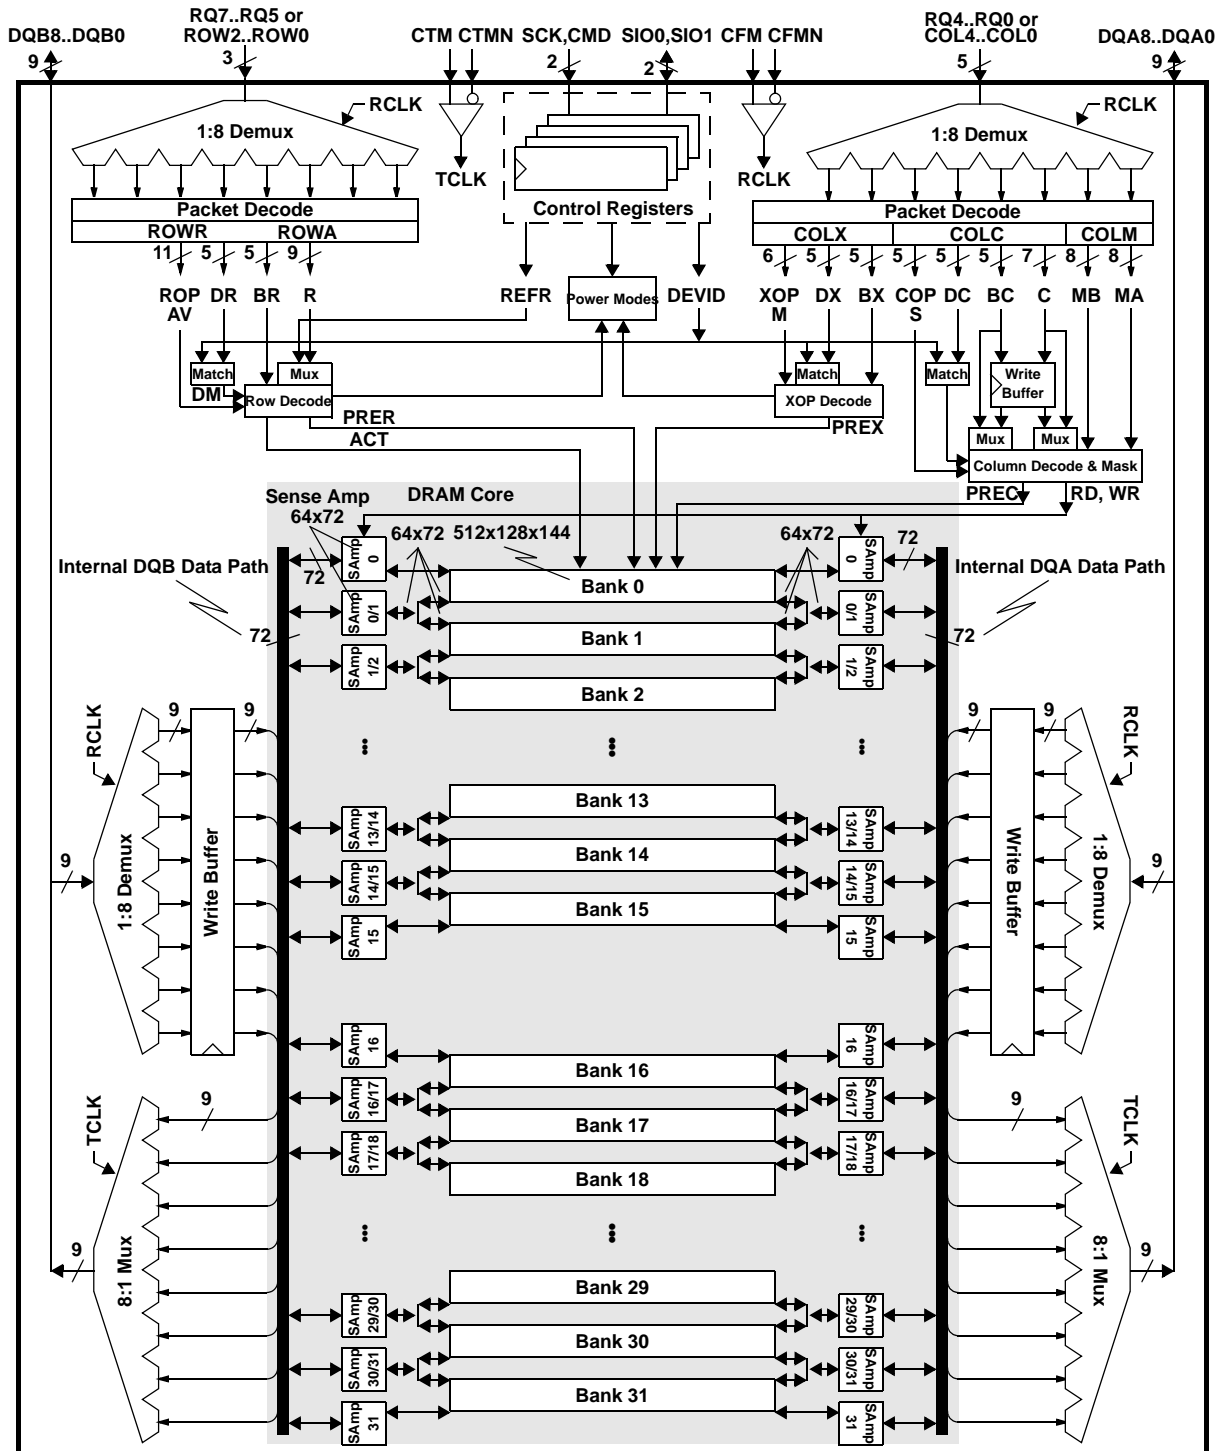 DQB8..DQB0
RQ7..RQ5 or
ROW2..ROW0
CTM CTMN
SCK,CMD
SIO0,SIO1
CFM CFMN
RQ4..RQ0 or
COL4..COL0
DQA8..DQA0
9
3
2
2
5
9
RCLK
1:8 Demux
TCLK
Control Registers
RCLK
RCLK
1:8 Demux
Packet Decode
ROWR
ROWA
11
5
5
9
Packet Decode
COLX
COLC
COLM
6
5
5
5
5
5
7
8
8
ROP
AV
DR
BR
R
REFR
Power Modes
DEVID
XOP
M
DX
BX
COP
S
DC
BC
C
MB
MA
Match
DM
Mux
Row Decode
Match
XOP Decode
Match
Write
Buffer
Mux
Mux
Column Decode & Mask
PRER
ACT
PREX
PREC
RD, WR
Sense Amp
64x72
DRAM Core
64x72
512x128x144
64x72
Internal DQB Data Path
72
72
Internal DQA Data Path
72
72
SAmp
0
Bank 0
SAmp
0
SAmp
0/1
Bank 1
SAmp
0/1
SAmp
1/2
Bank 2
SAmp
1/2
RCLK
9
9
9
1:8 Demux
Write Buffer
9
9
RCLK
9
Write Buffer
1:8 Demux
Bank 13
SAmp
13/14
Bank 14
SAmp
13/14
SAmp
14/15
Bank 15
SAmp
14/15
SAmp
15
SAmp
15
SAmp
16
Bank 16
SAmp
16
SAmp
16/17
Bank 17
SAmp
16/17
SAmp
17/18
Bank 18
SAmp
17/18
TCLK
9
9
8:1 Mux
9
TCLK
9
8:1 Mux
Bank 29
SAmp
29/30
Bank 30
SAmp
29/30
SAmp
30/31
Bank 31
SAmp
30/31
SAmp
31
SAmp
31